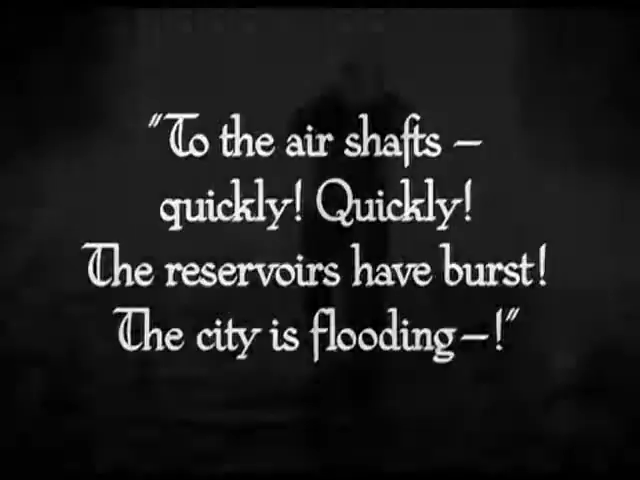 "To the air shafts –
quickly! Quickly!
The reservoirs have burst!
The city is flooding–!"